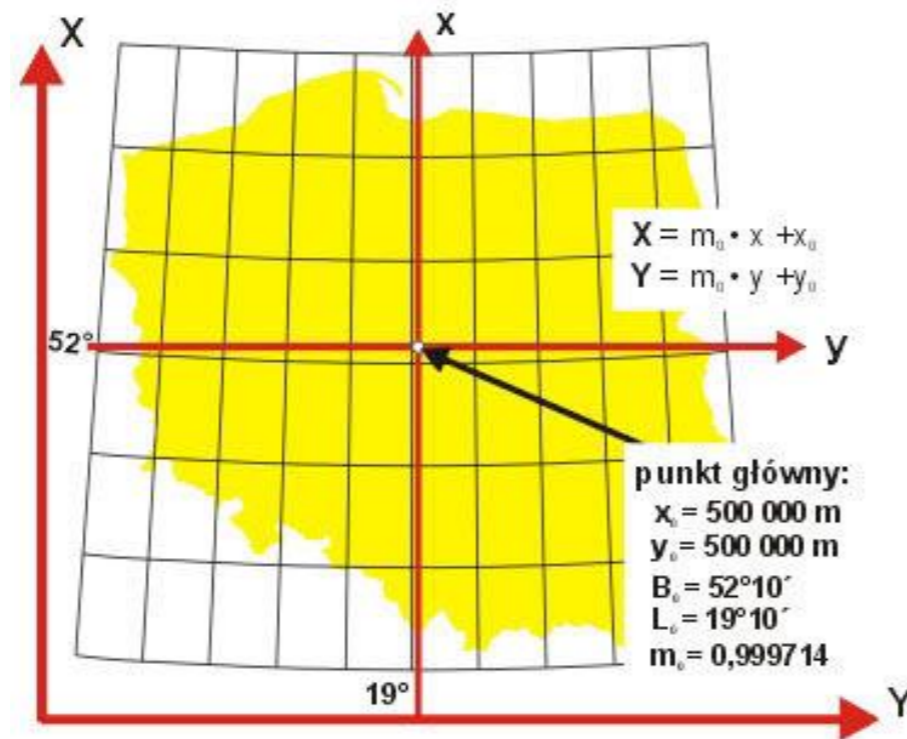 X
x
X = m₀ • x +x₀
Y = m₀ • y +y₀
52°
y
punkt główny:
x₀ = 500 000 m
y₀ = 500 000 m
B₀ = 52°10´
L₀ = 19°10´
m₀ = 0,999714
19°
Y